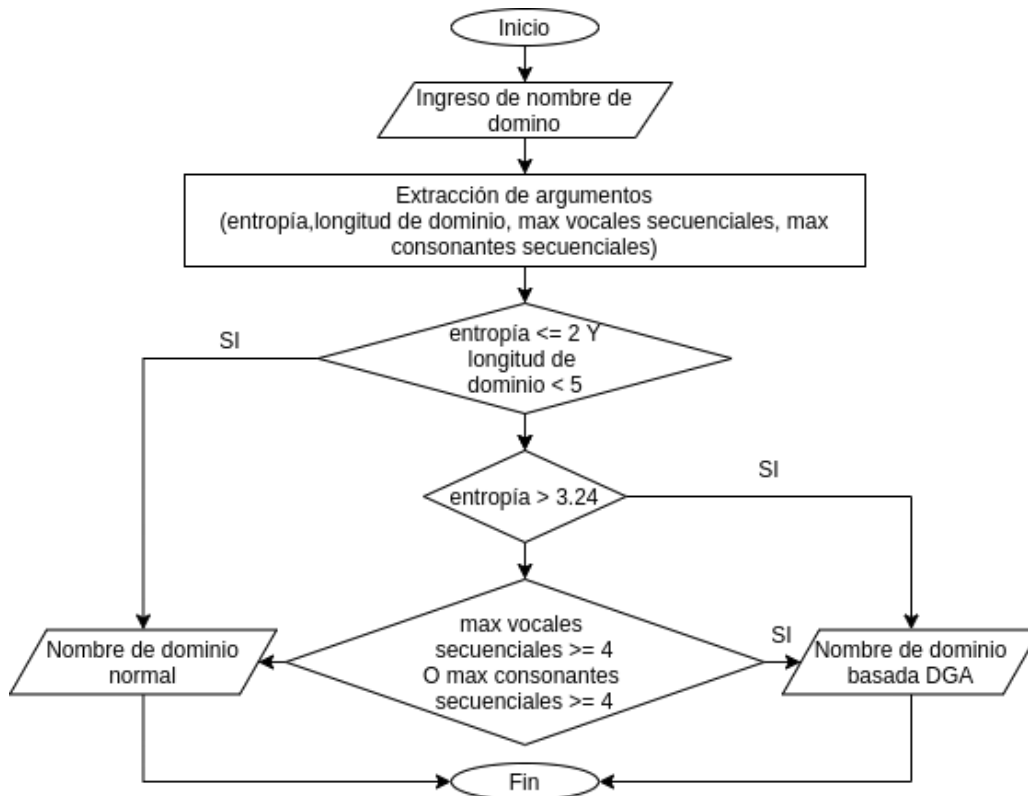 Inicio
Ingreso de nombre de
domino
Extracción de argumentos
(entropía,longitud de dominio, max vocales secuenciales, max
consonantes secuenciales)
SI
entropía <= 2 Y
longitud de
dominio < 5
SI
entropía > 3.24
max vocales
secuenciales >= 4
O max consonantes
secuenciales >= 4
SI
Nombre de dominio
normal
Nombre de dominio
basada DGA
Fin